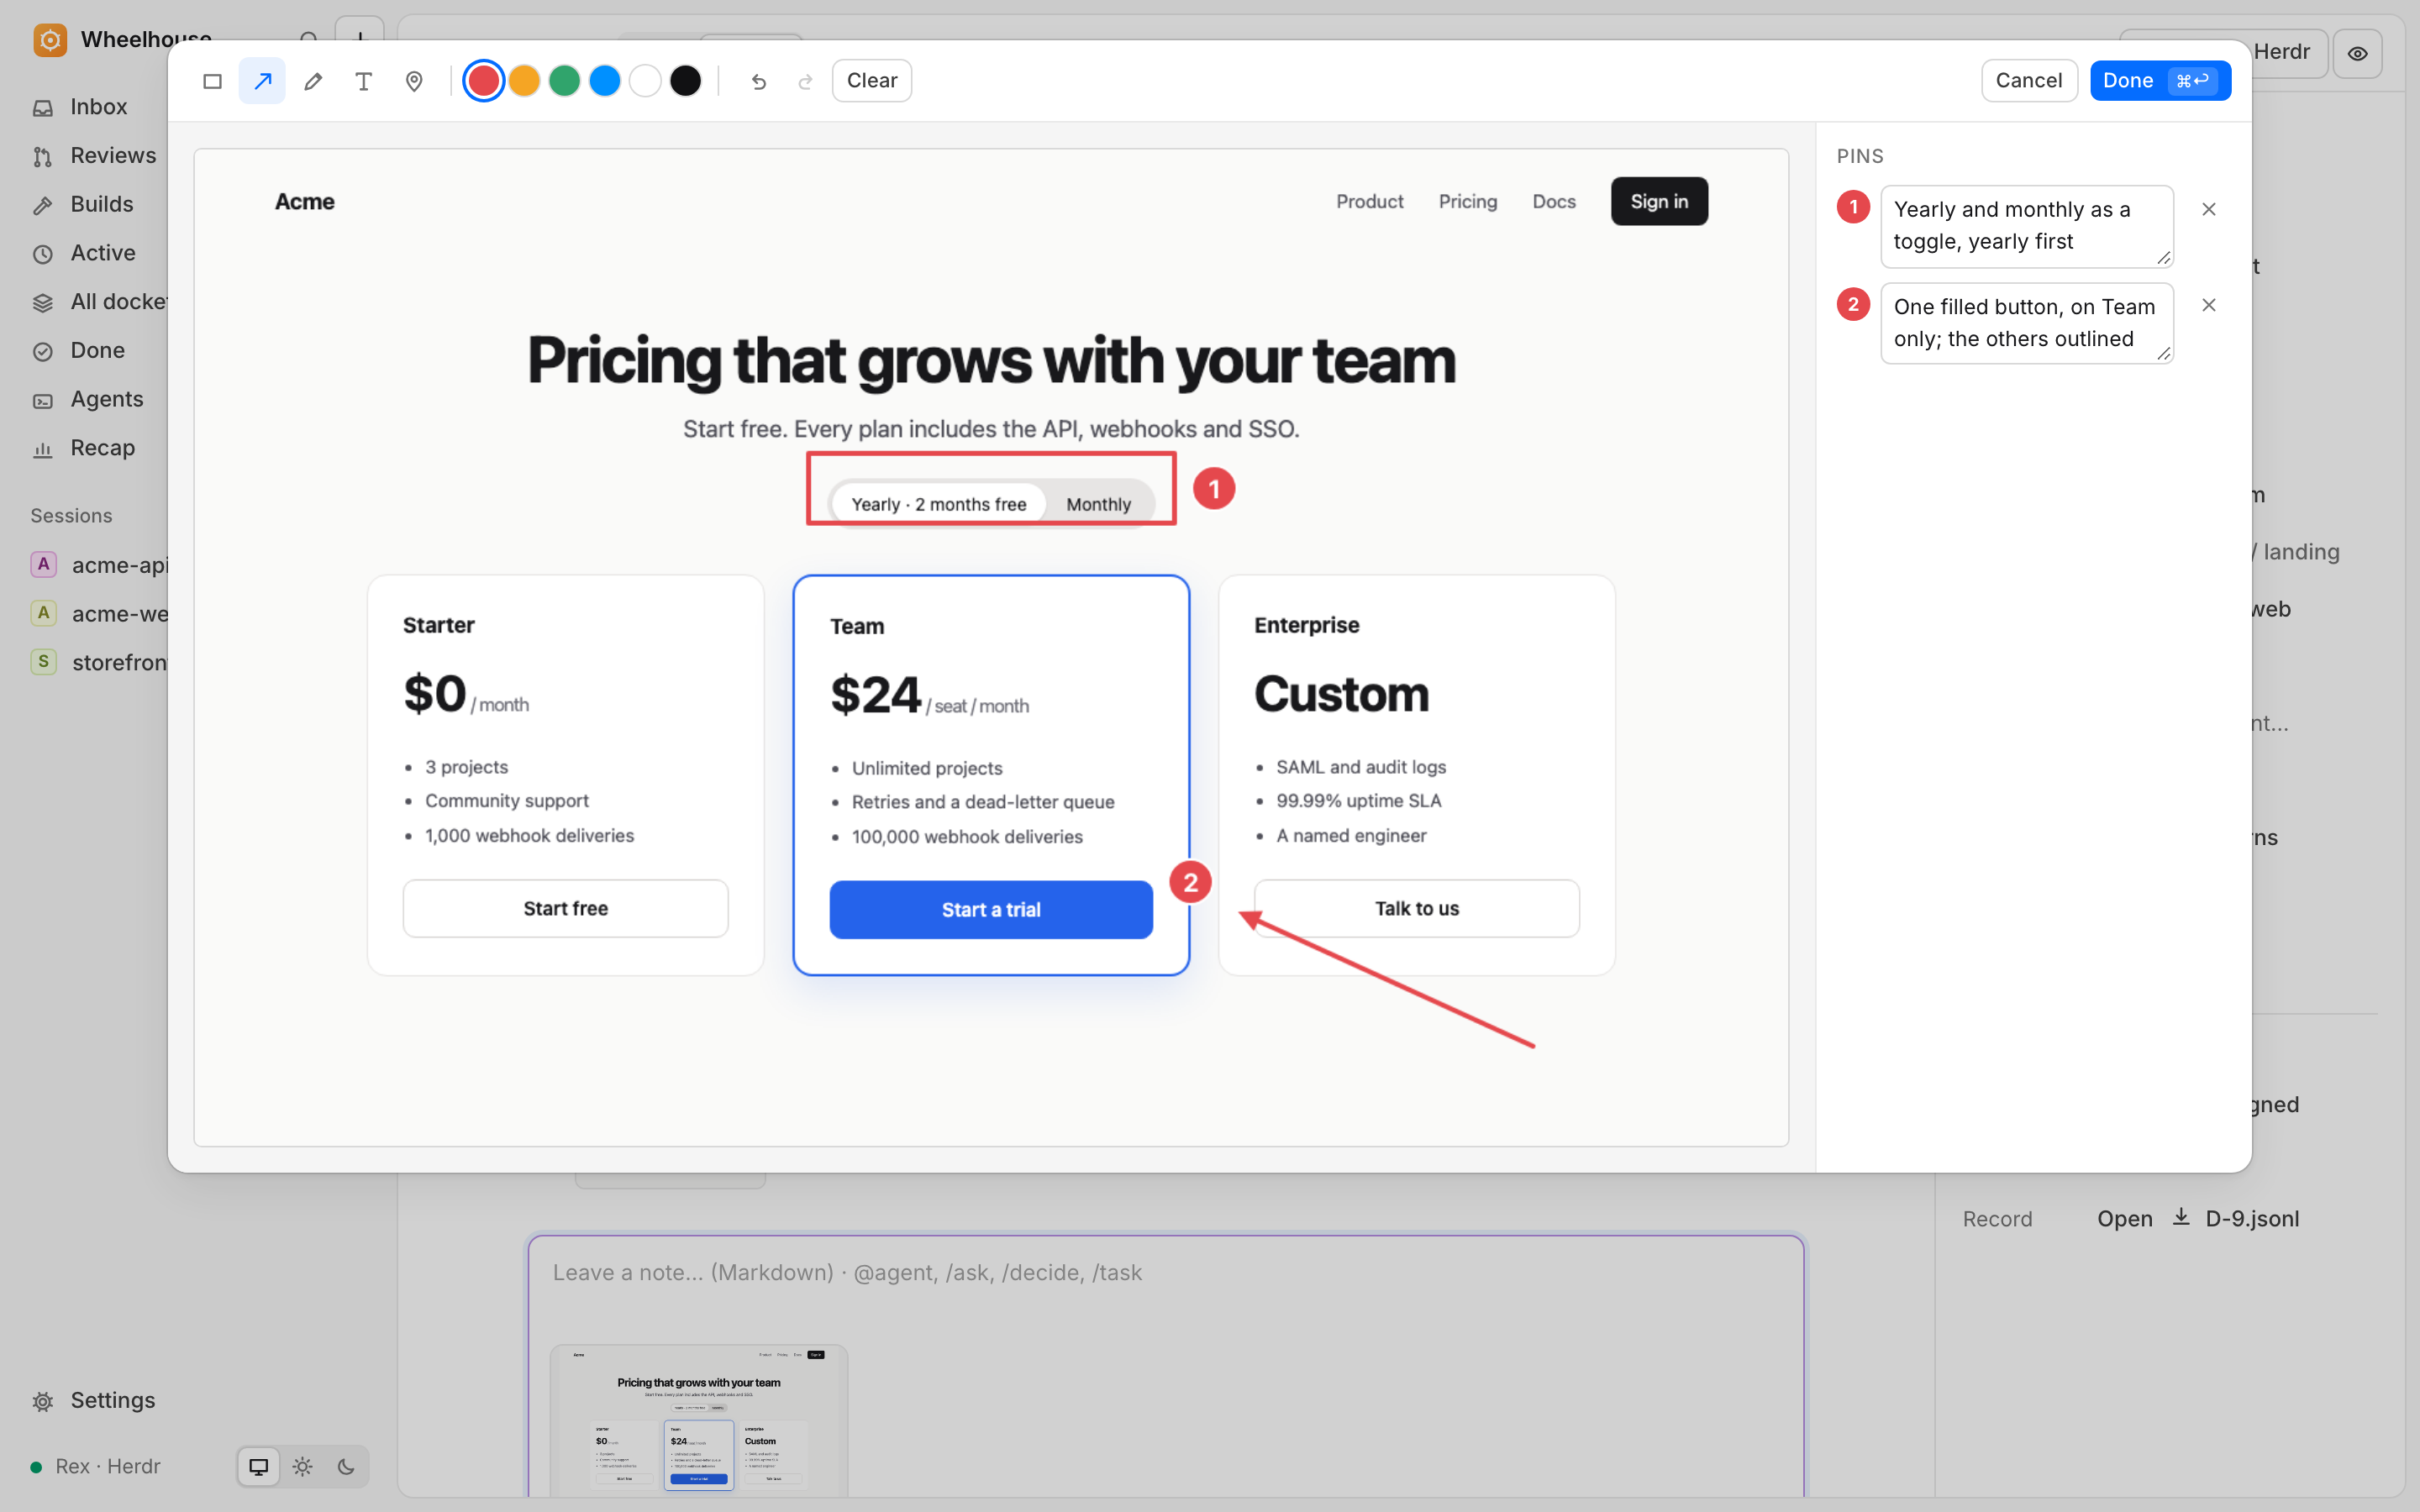 Wheelhouse
Herdr
Clear
Cancel
Done ⌘↩
Inbox
Reviews
Builds
Active
All docket
Done
Agents
Recap
Sessions
A acme-api
A acme-we
S storefron
Settings
Rex · Herdr
Acme
Product
Pricing
Docs
Sign in
Pricing that grows with your team
Start free. Every plan includes the API, webhooks and SSO.
Yearly · 2 months free
Monthly
1
Starter
$0 / month
• 3 projects
• Community support
• 1,000 webhook deliveries
Start free
Team
$24 / seat / month
• Unlimited projects
• Retries and a dead-letter queue
• 100,000 webhook deliveries
Start a trial
2
Enterprise
Custom
• SAML and audit logs
• 99.99% uptime SLA
• A named engineer
Talk to us
PINS
1
Yearly and monthly as a
toggle, yearly first
2
One filled button, on Team
only; the others outlined
/ landing
web
nt...
rns
gned
Record
Open
D-9.jsonl
Leave a note... (Markdown) · @agent, /ask, /decide, /task
Pricing that grows with your team
$0
$24
Custom